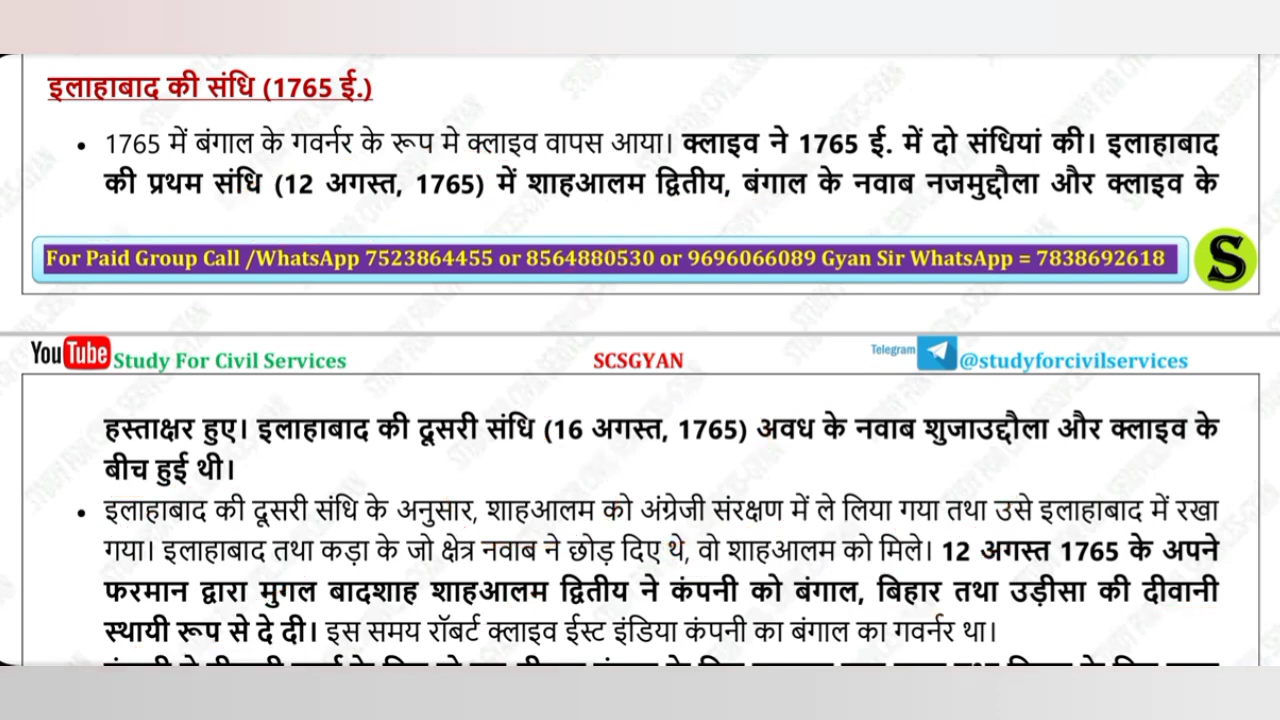 इलाहाबाद की संधि (1765 ई.)
• 1765 में बंगाल के गवर्नर के रूप मे क्लाइव वापस आया। क्लाइव ने 1765 ई. में दो संधियां की। इलाहाबाद
की प्रथम संधि (12 अगस्त, 1765) में शाहआलम द्वितीय, बंगाल के नवाब नजमुद्दौला और क्लाइव के
For Paid Group Call /WhatsApp 7523864455 or 8564880530 or 9696066089 Gyan Sir WhatsApp = 7838692618
S
YouTube Study For Civil Services SCSGYAN Telegram @studyforcivilservices
हस्ताक्षर हुए। इलाहाबाद की दूसरी संधि (16 अगस्त, 1765) अवध के नवाब शुजाउद्दौला और क्लाइव के
बीच हुई थी।
• इलाहाबाद की दूसरी संधि के अनुसार, शाहआलम को अंग्रेजी संरक्षण में ले लिया गया तथा उसे इलाहाबाद में रखा
गया। इलाहाबाद तथा कड़ा के जो क्षेत्र नवाब ने छोड़ दिए थे, वो शाहआलम को मिले। 12 अगस्त 1765 के अपने
फरमान द्वारा मुगल बादशाह शाहआलम द्वितीय ने कंपनी को बंगाल, बिहार तथा उड़ीसा की दीवानी
स्थायी रूप से दे दी। इस समय रॉबर्ट क्लाइव ईस्ट इंडिया कंपनी का बंगाल का गवर्नर था।